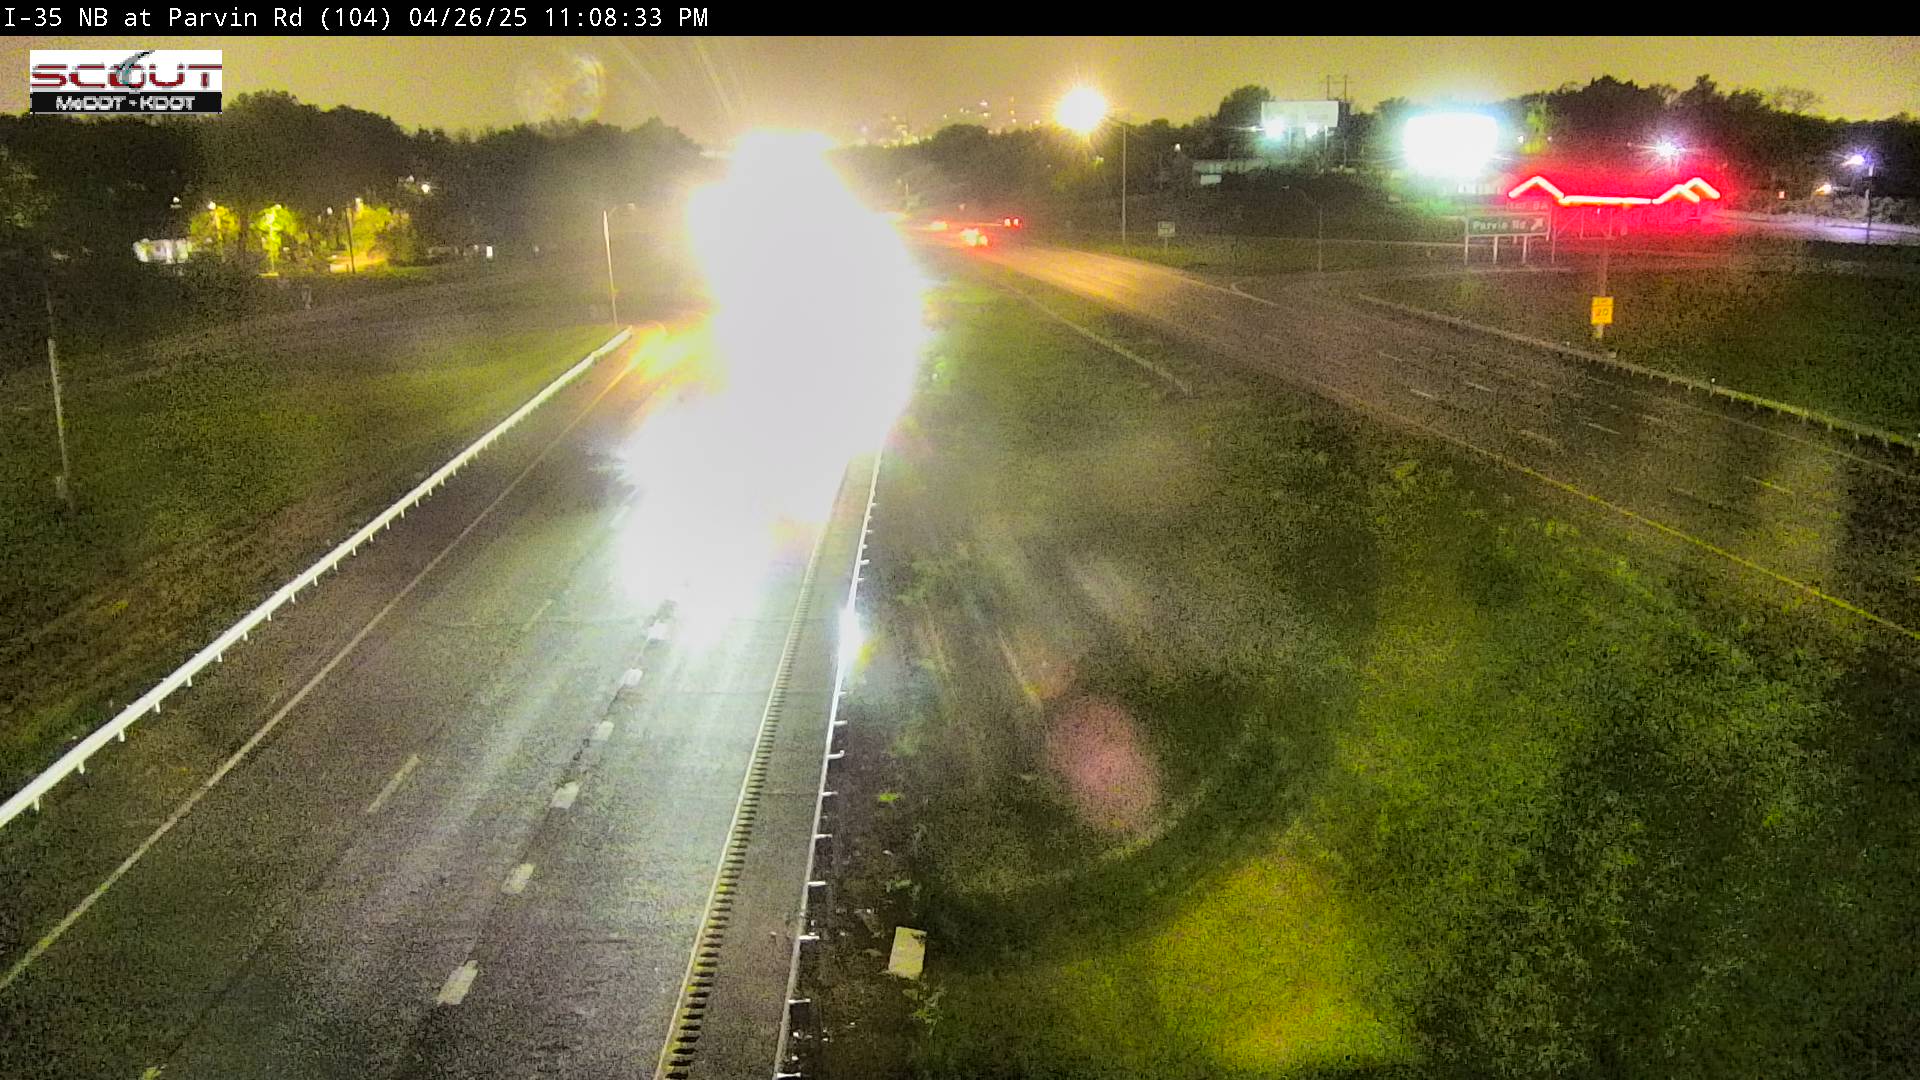 I-35 NB at Parvin Rd (104) 04/26/25 11:08:33 PM
SCOUT
MoDOT - KDOT
Parvin Rd
20